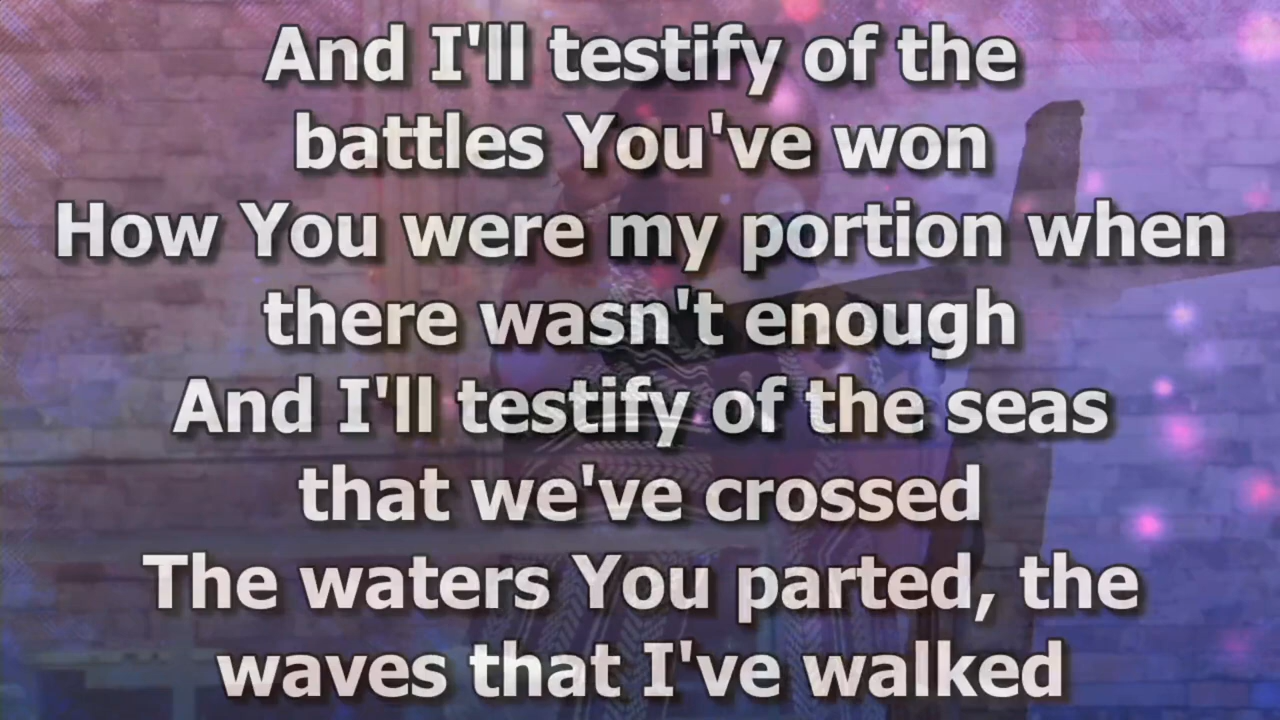 And I'll testify of the
battles You've won
How You were my portion when
there wasn't enough
And I'll testify of the seas
that we've crossed
The waters You parted, the
waves that I've walked